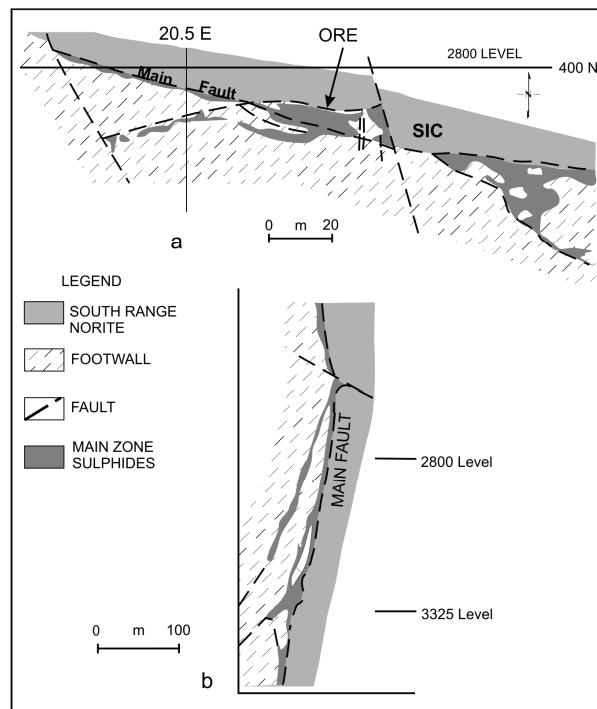 20.5 E
ORE
2800 LEVEL
400 N
Main Fault
SIC
0 m 20
a
LEGEND
SOUTH RANGE
NORITE
FOOTWALL
FAULT
MAIN ZONE
SULPHIDES
MAIN FAULT
2800 Level
3325 Level
0 m 100
b